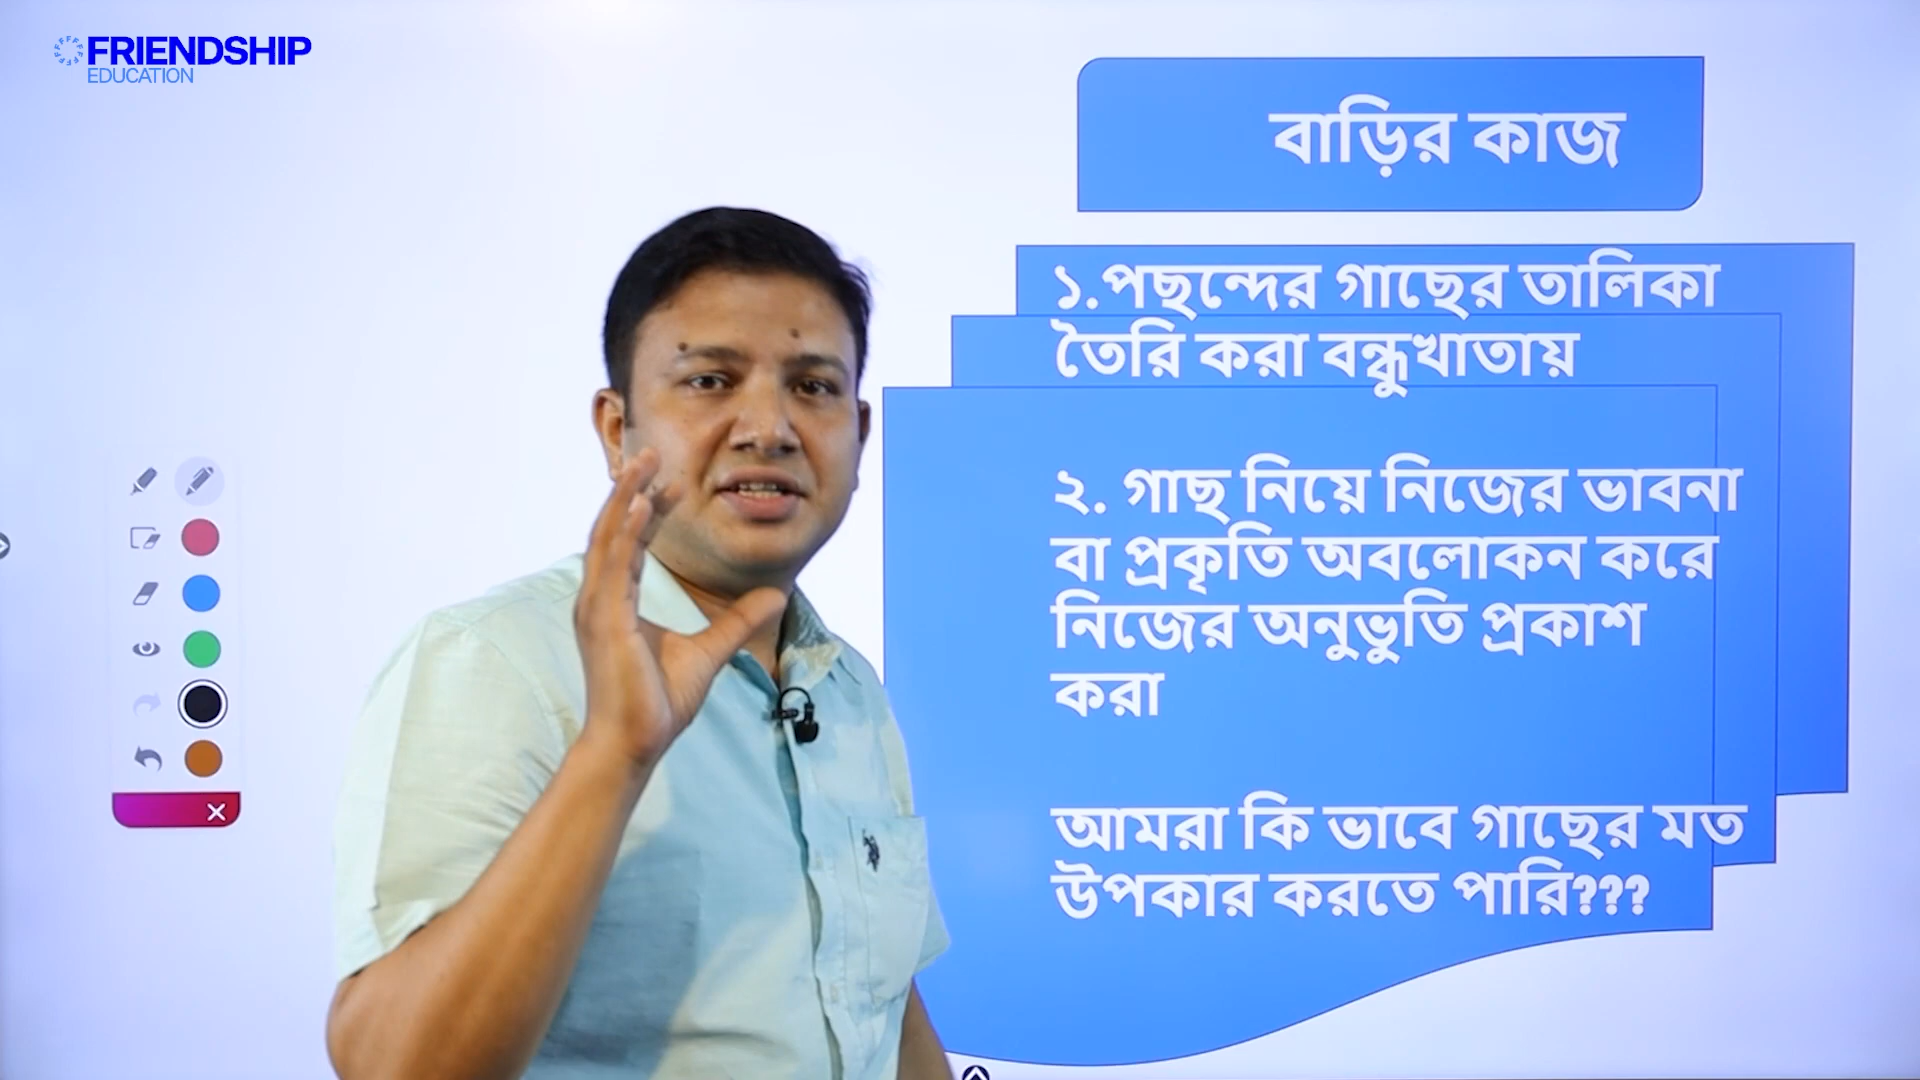 FRIENDSHIP
EDUCATION
বাড়ির কাজ
১.পছন্দের গাছের তালিকা
তৈরি করা বন্ধুখাতায়
২. গাছ নিয়ে নিজের ভাবনা
বা প্রকৃতি অবলোকন করে
নিজের অনুভুতি প্রকাশ
করা
আমরা কি ভাবে গাছের মত
উপকার করতে পারি???